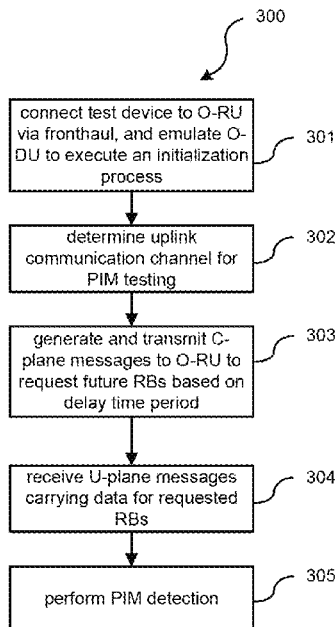 300
connect test device to O-RU
via fronthaul, and emulate O-
DU to execute an initialization
process
301
determine uplink
communication channel for
PIM testing
302
generate and transmit C-
plane messages to O-RU to
request future RBs based on
delay time period
303
receive U-plane messages
carrying data for requested
RBs
304
perform PIM detection
305